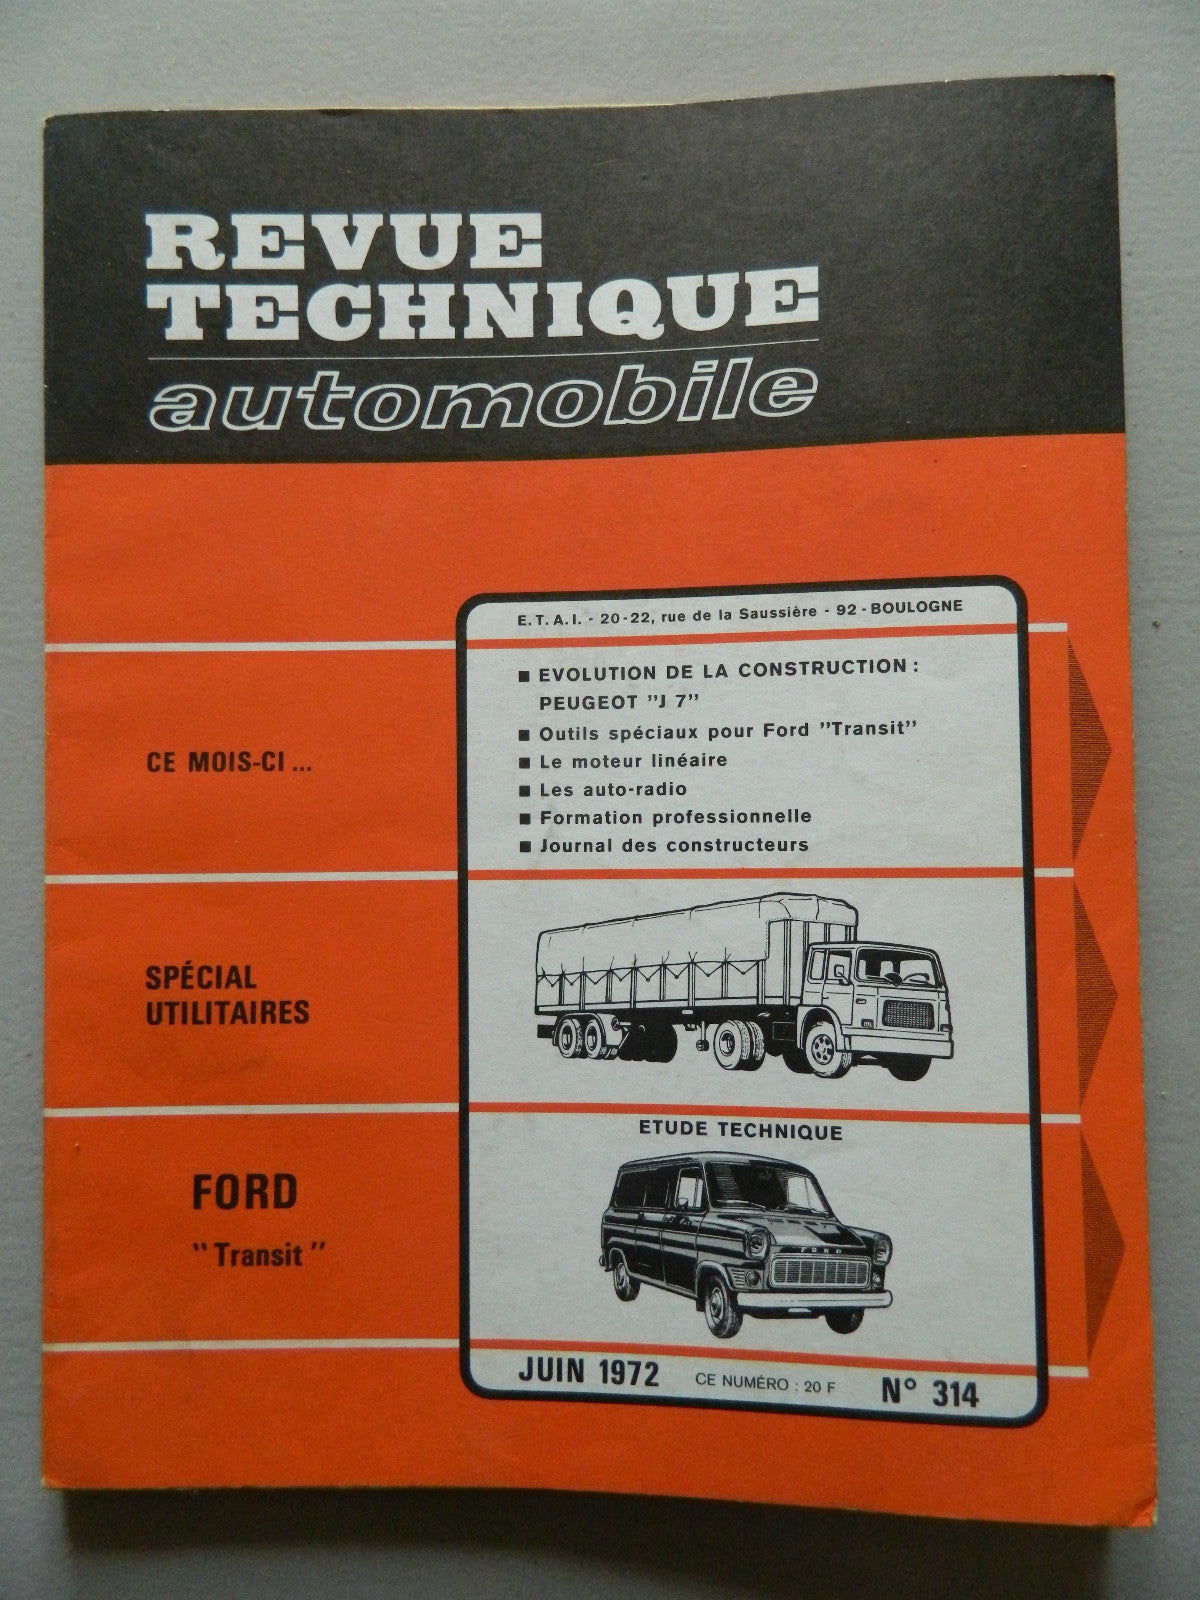 REVUE
TECHNIQUE
automobile
E.T.A.I. - 20-22, rue de la Saussière - 92 - BOULOGNE
CE MOIS-CI ...
■ EVOLUTION DE LA CONSTRUCTION :
PEUGEOT "J 7"
■ Outils spéciaux pour Ford "Transit"
■ Le moteur linéaire
■ Les auto-radio
■ Formation professionnelle
■ Journal des constructeurs
SPÉCIAL
UTILITAIRES
FORD
"Transit"
ETUDE TECHNIQUE
FORD
JUIN 1972 CE NUMÉRO : 20 F N° 314